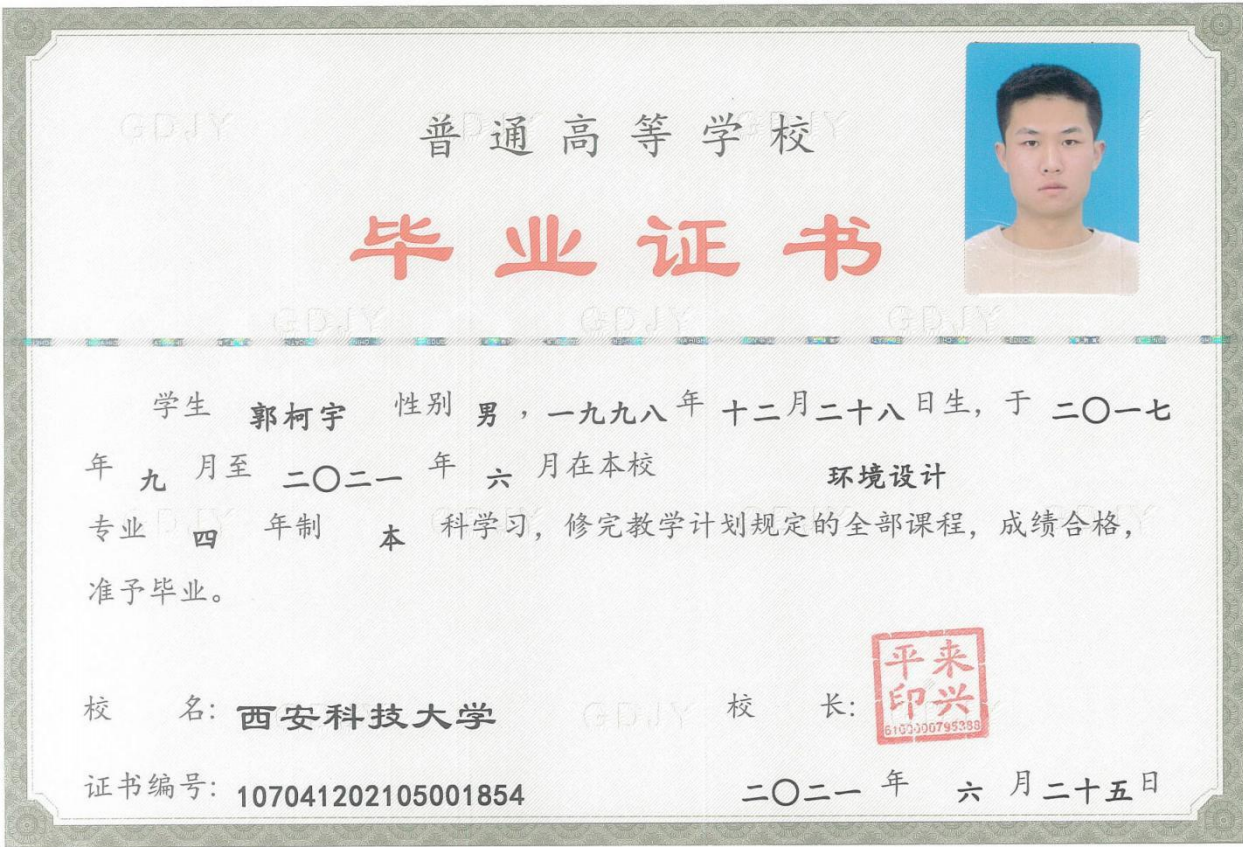 普通高等学校
毕业证书
学生 郭柯宇 性别 男，一九九八年 十二月二十八日生，于 二〇一七
年 九 月至 二〇二一 年 六 月在本校 环境设计
专业 四 年制 本 科学习，修完教学计划规定的全部课程，成绩合格，
准予毕业。
校 名：西安科技大学 校 长：
来兴平印
6100000795388
证书编号：107041202105001854 二〇二一 年 六 月二十五日
GDJY